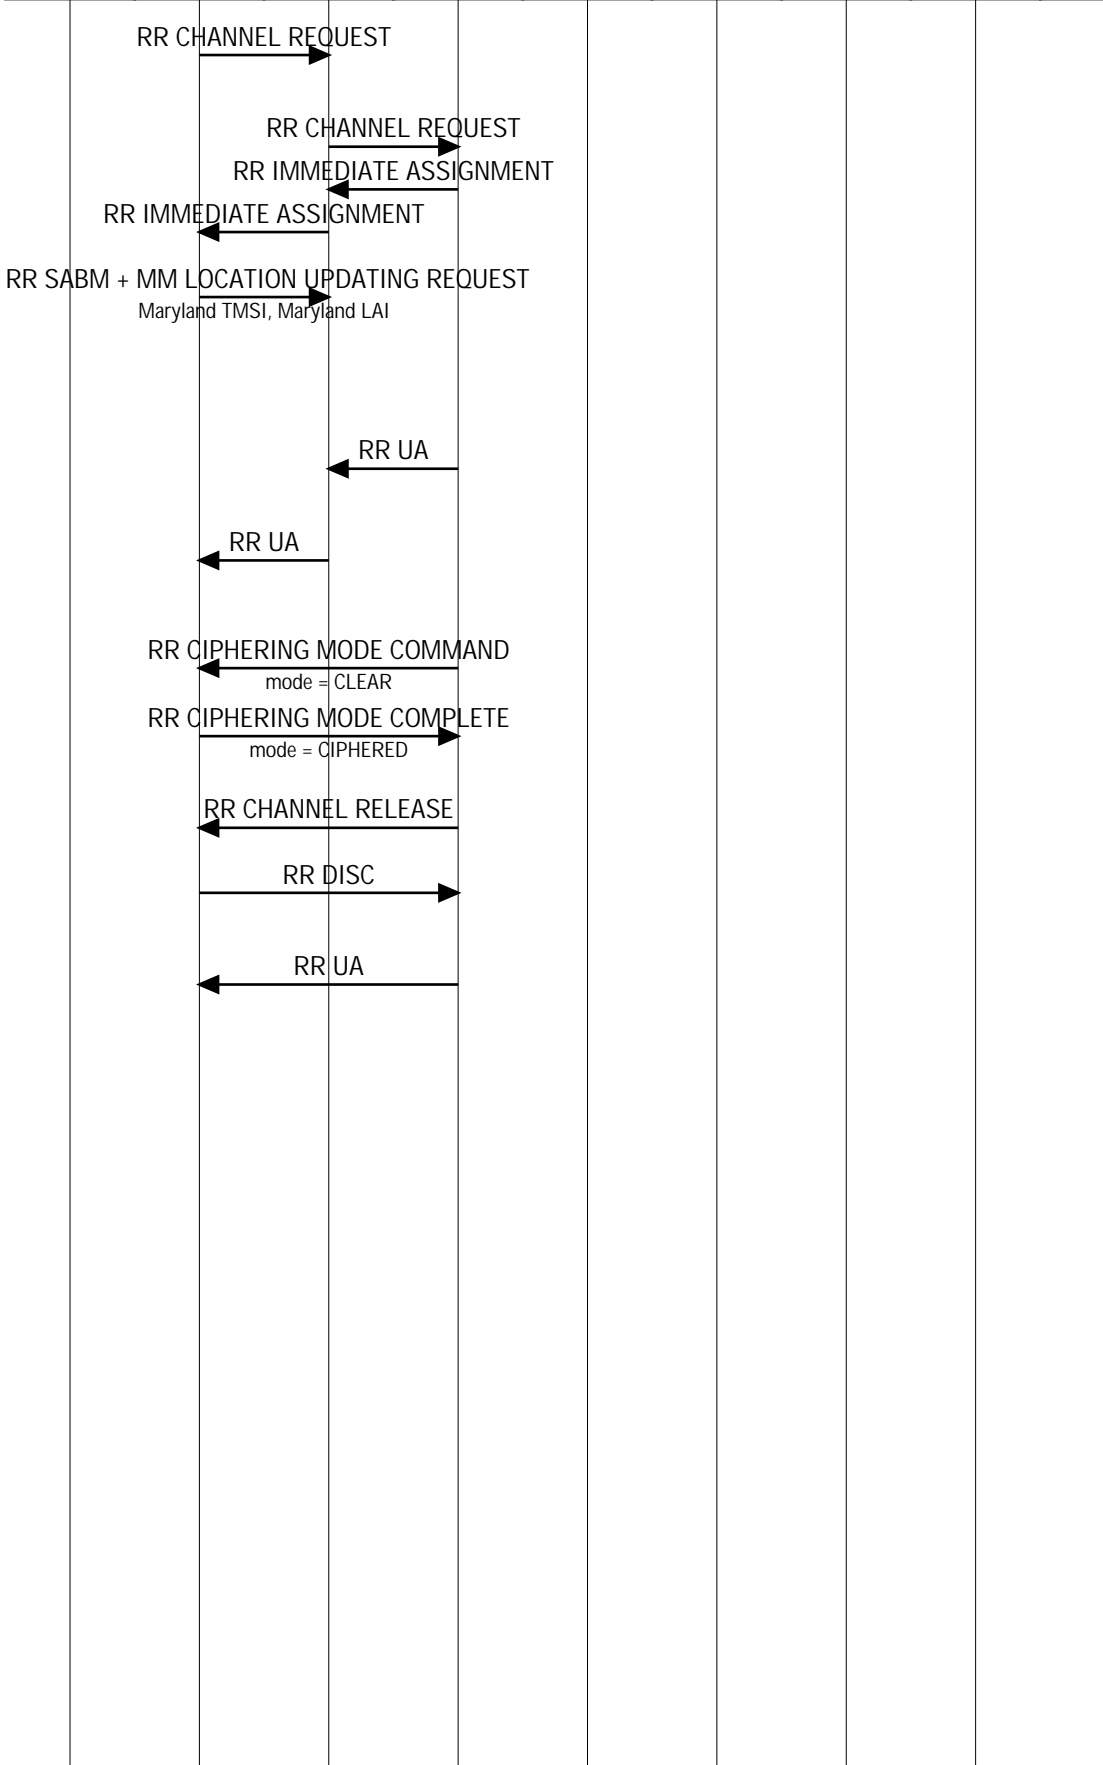 RR CHANNEL REQUEST
RR CHANNEL REQUEST
RR IMMEDIATE ASSIGNMENT
RR IMMEDIATE ASSIGNMENT
RR SABM + MM LOCATION UPDATING REQUEST
Maryland TMSI, Maryland LAI
RR UA
RR UA
RR CIPHERING MODE COMMAND
mode = CLEAR
RR CIPHERING MODE COMPLETE
mode = CIPHERED
RR CHANNEL RELEASE
RR DISC
RR UA